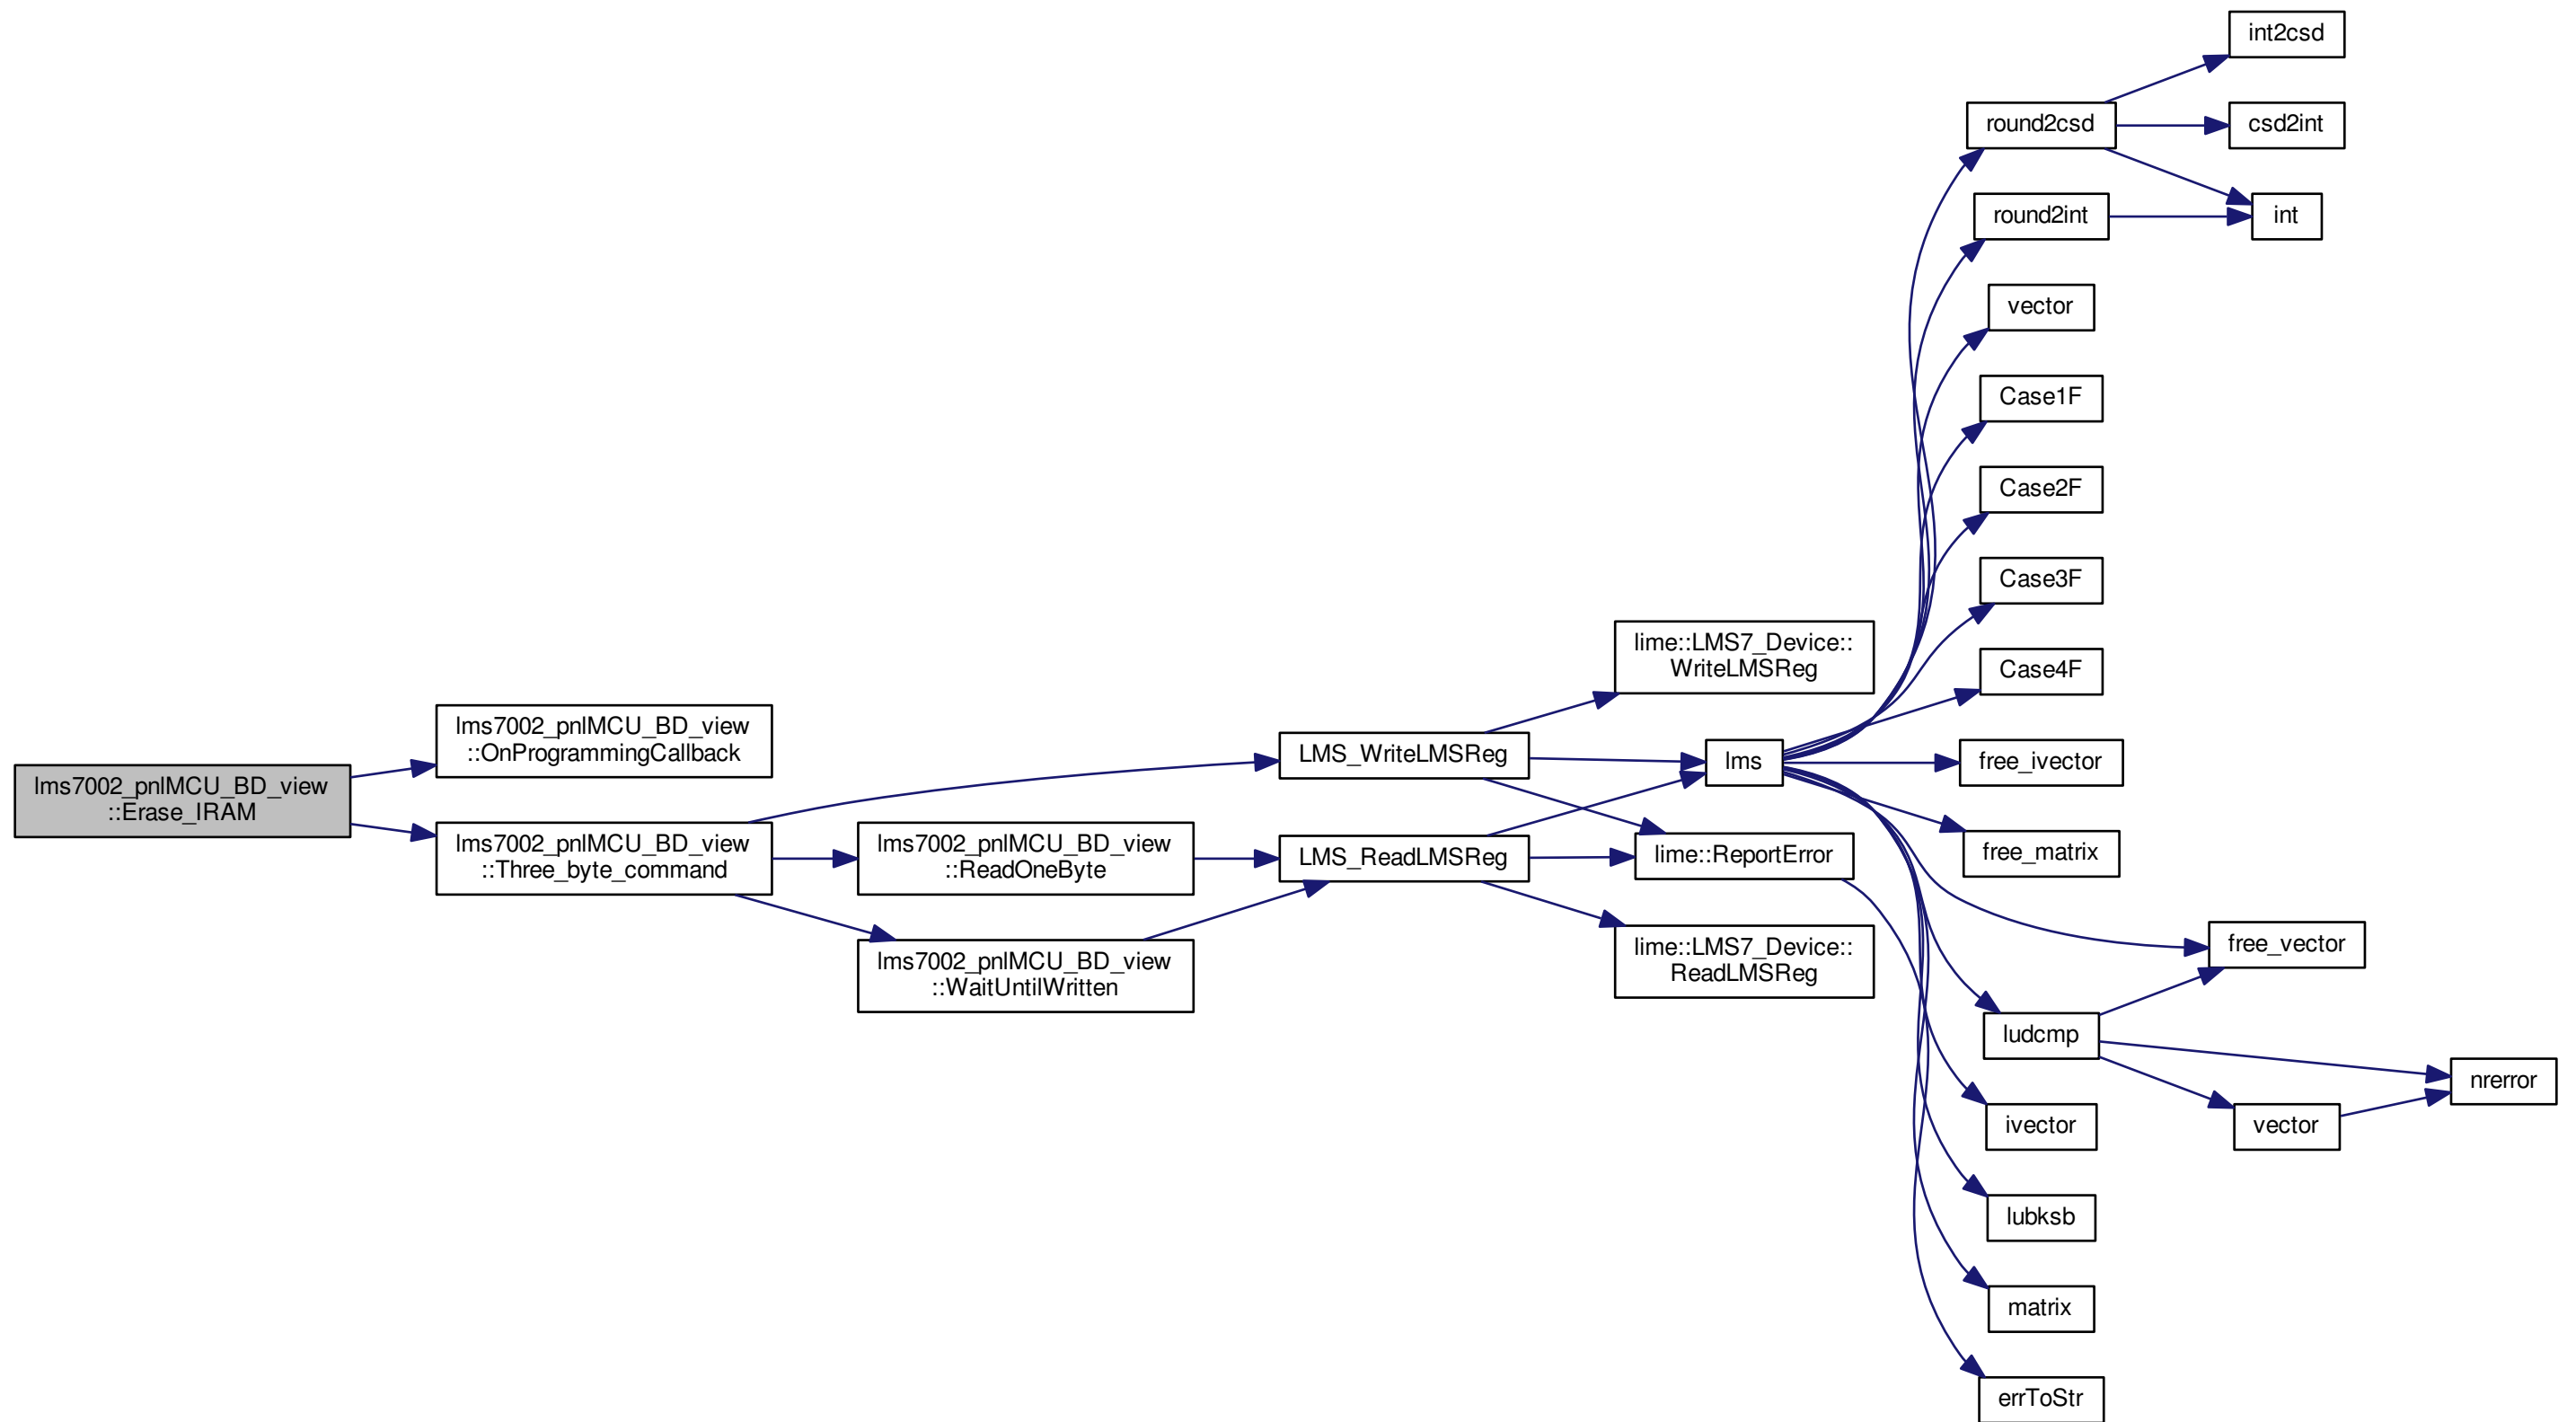 lms7002_pnlMCU_BD_view
::Erase_IRAM
lms7002_pnlMCU_BD_view
::OnProgrammingCallback
lms7002_pnlMCU_BD_view
::Three_byte_command
lms7002_pnlMCU_BD_view
::ReadOneByte
lms7002_pnlMCU_BD_view
::WaitUntilWritten
LMS_WriteLMSReg
LMS_ReadLMSReg
lime::LMS7_Device::
WriteLMSReg
lms
lime::ReportError
lime::LMS7_Device::
ReadLMSReg
round2csd
round2int
vector
Case1F
Case2F
Case3F
Case4F
free_ivector
free_matrix
ludcmp
ivector
lubksb
matrix
errToStr
int2csd
csd2int
int
free_vector
vector
nrerror